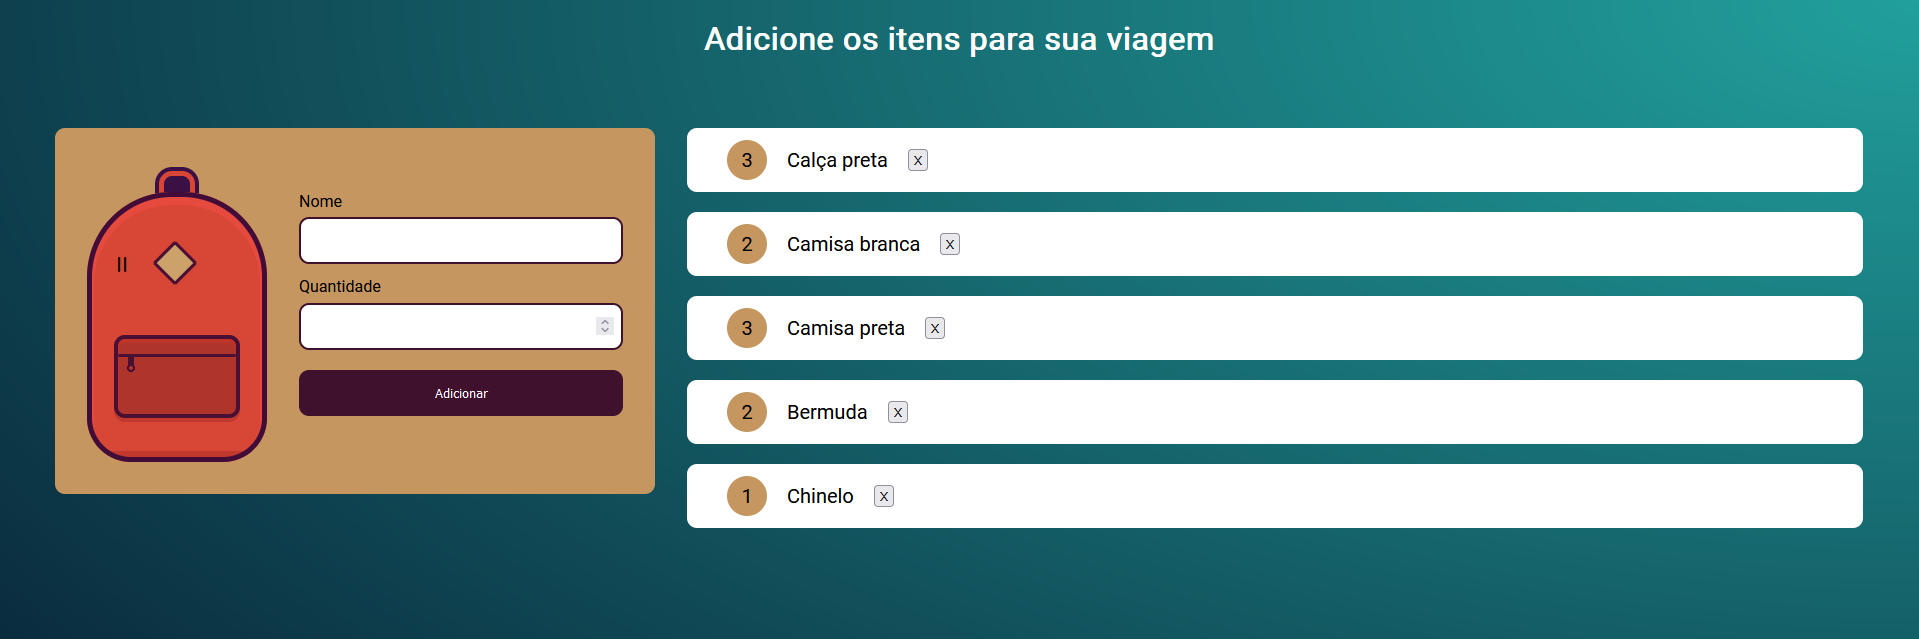 Adicione os itens para sua viagem
Nome
Quantidade
Adicionar
3 Calça preta X
2 Camisa branca X
3 Camisa preta X
2 Bermuda X
1 Chinelo X